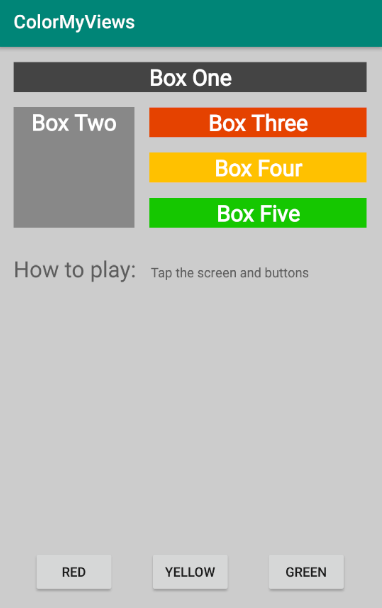 ColorMyViews
Box One
Box Two
Box Three
Box Four
Box Five
How to play: Tap the screen and buttons
RED YELLOW GREEN